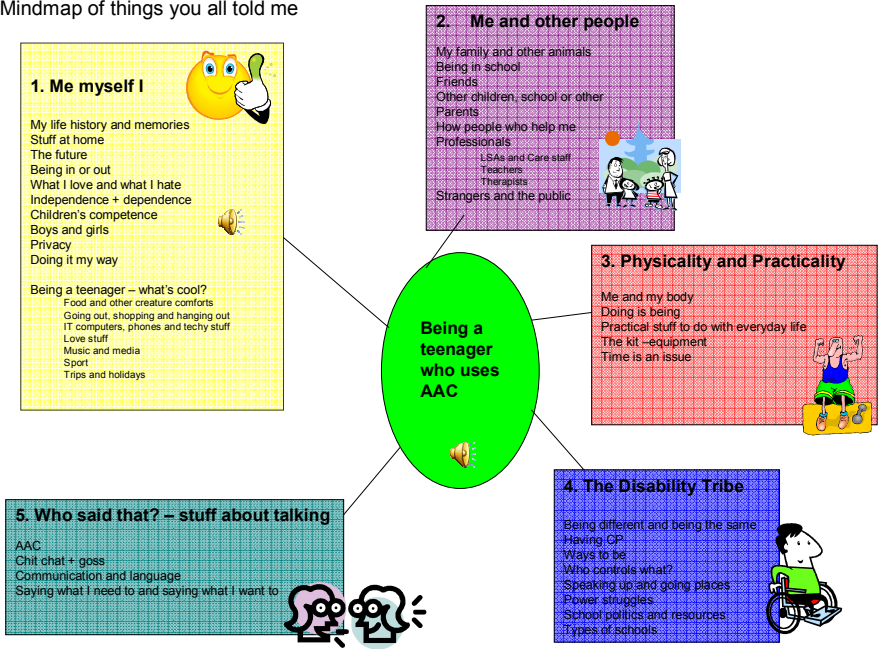 Mindmap of things you all told me
1. Me myself I
My life history and memories
Stuff at home
The future
Being in or out
What I love and what I hate
Independence + dependence
Children's competence
Boys and girls
Privacy
Doing it my way
Being a teenager – what's cool?
Food and other creature comforts
Going out, shopping and hanging out
IT computers, phones and techy stuff
Love stuff
Music and media
Sport
Trips and holidays
2. Me and other people
My family and other animals
Being in school
Friends
Other children, school or other
Parents
How people who help me
Professionals
LSAs and Care staff
Teachers
Therapists
Strangers and the public
3. Physicality and Practicality
Me and my body
Doing is being
Practical stuff to do with everyday life
The kit –equipment
Time is an issue
Being a
teenager
who uses
AAC
4. The Disability Tribe
Being different and being the same
Having CP
Ways to be
Who controls what?
Speaking up and going places
Power struggles
School politics and resources
Types of schools
5. Who said that? – stuff about talking
AAC
Chit chat + goss
Communication and language
Saying what I need to and saying what I want to